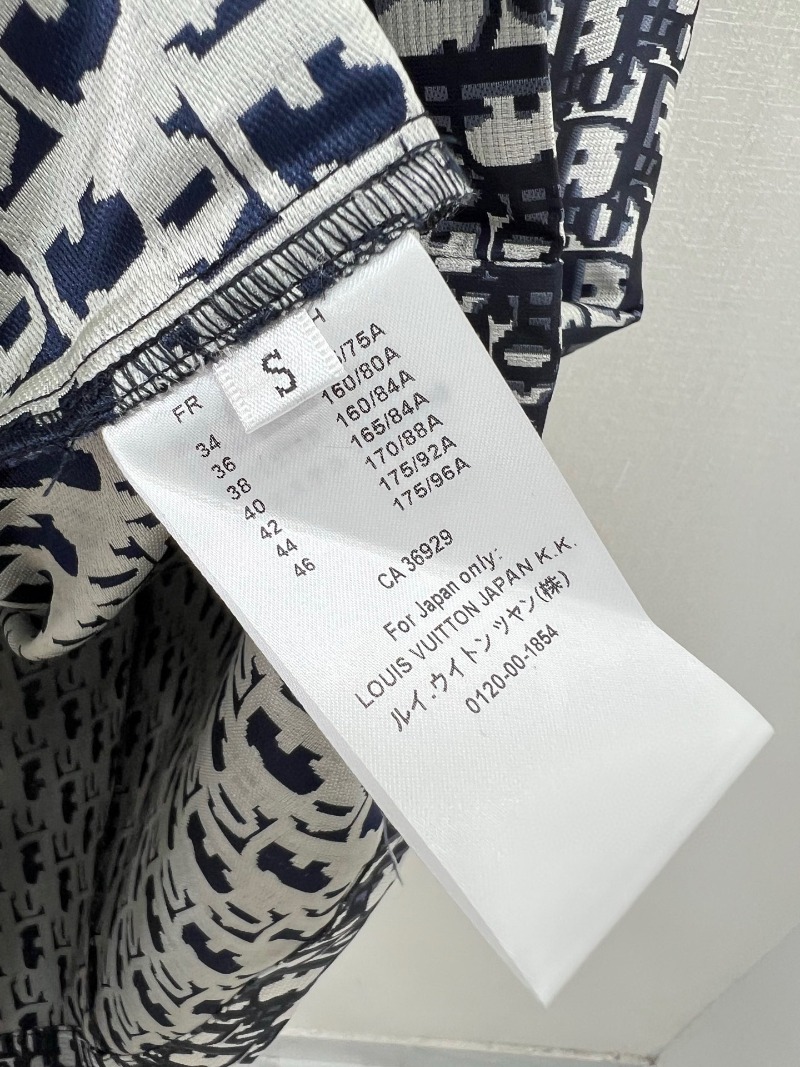 S
FR
34
36
38
40
42
44
46
H
/75A
160/80A
160/84A
165/84A
170/88A
175/92A
175/96A
CA 36929
For Japan only:
LOUIS VUITTON JAPAN K.K.
ルイ.ウイトン ツヤン(株)
0120-00-1854